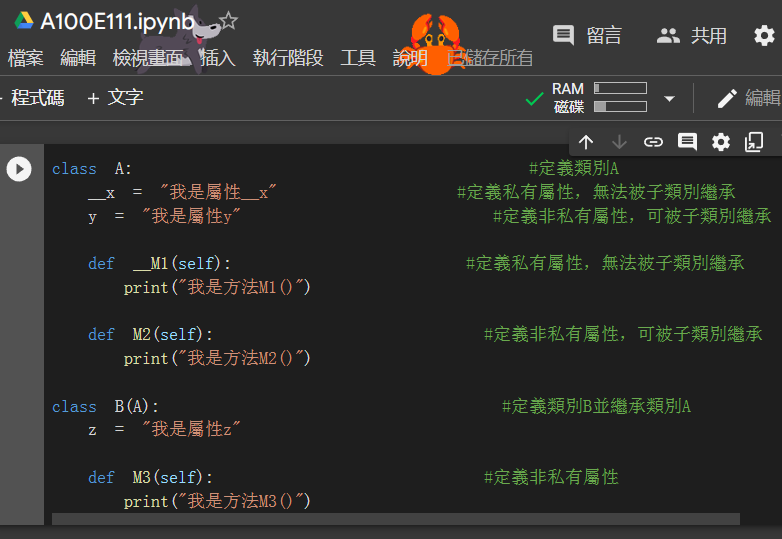 A100E111.ipynb
留言 共用
檔案 編輯 檢視畫面 插入 執行階段 工具 說明 已儲存所有
程式碼 + 文字
RAM
磁碟
編輯
class A: #定義類別A
__x = "我是屬性__x" #定義私有屬性，無法被子類別繼承
y = "我是屬性y" #定義非私有屬性，可被子類別繼承
def __M1(self): #定義私有屬性，無法被子類別繼承
print("我是方法M1()")
def M2(self): #定義非私有屬性，可被子類別繼承
print("我是方法M2()")
class B(A): #定義類別B並繼承類別A
z = "我是屬性z"
def M3(self): #定義非私有屬性
print("我是方法M3()")